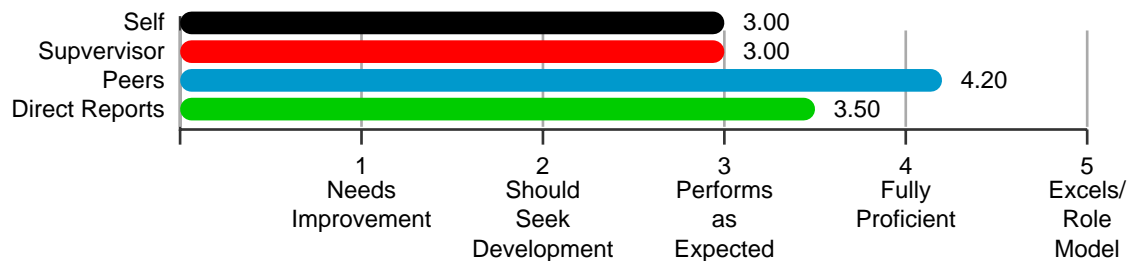 Self 3.00
Supvervisor 3.00
Peers 4.20
Direct Reports 3.50
1 2 3 4 5
Needs Should Performs Fully Excels/
Improvement Seek as Proficient Role
Development Expected Model